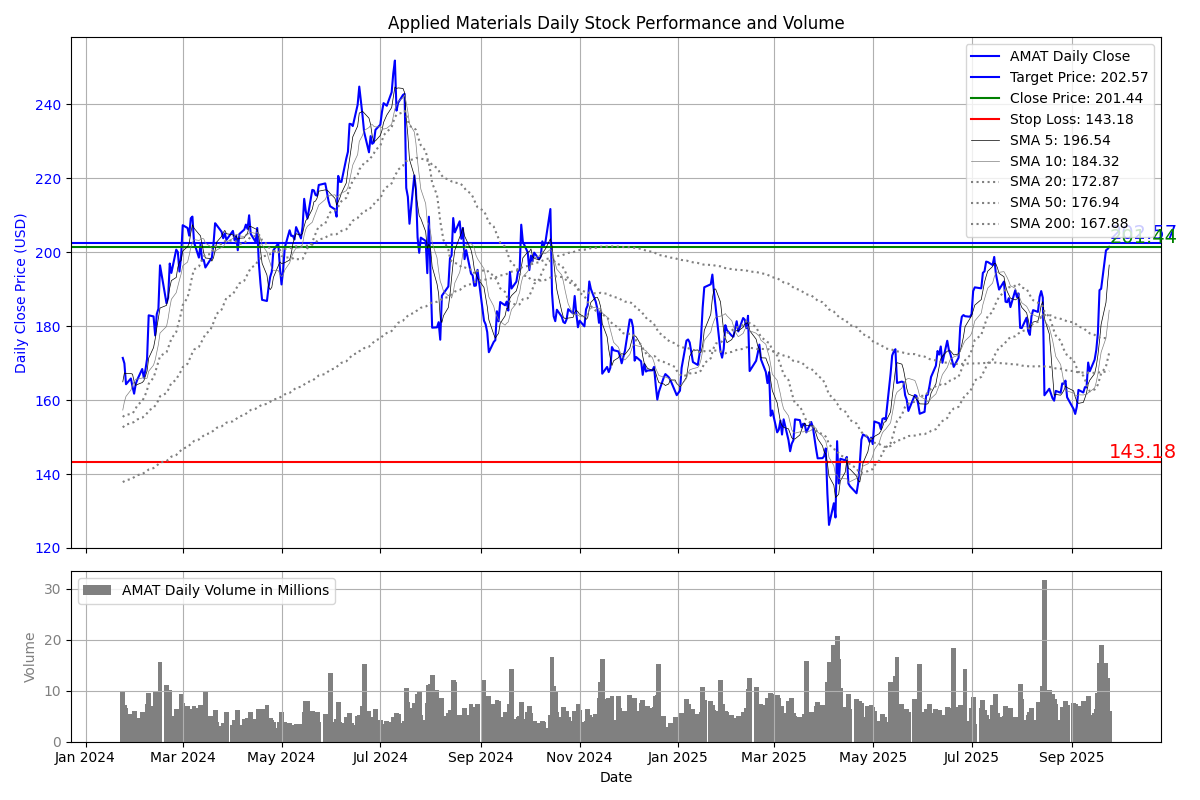 Applied Materials Daily Stock Performance and Volume
AMAT Daily Close
Target Price: 202.57
Close Price: 201.44
Stop Loss: 143.18
SMA 5: 196.54
SMA 10: 184.32
SMA 20: 172.87
SMA 50: 176.94
SMA 200: 167.88
Daily Close Price (USD)
240
220
200
180
160
140
120
202.57
201.44
143.18
AMAT Daily Volume in Millions
Volume
30
20
10
0
Jan 2024
Mar 2024
May 2024
Jul 2024
Sep 2024
Nov 2024
Jan 2025
Mar 2025
May 2025
Jul 2025
Sep 2025
Date